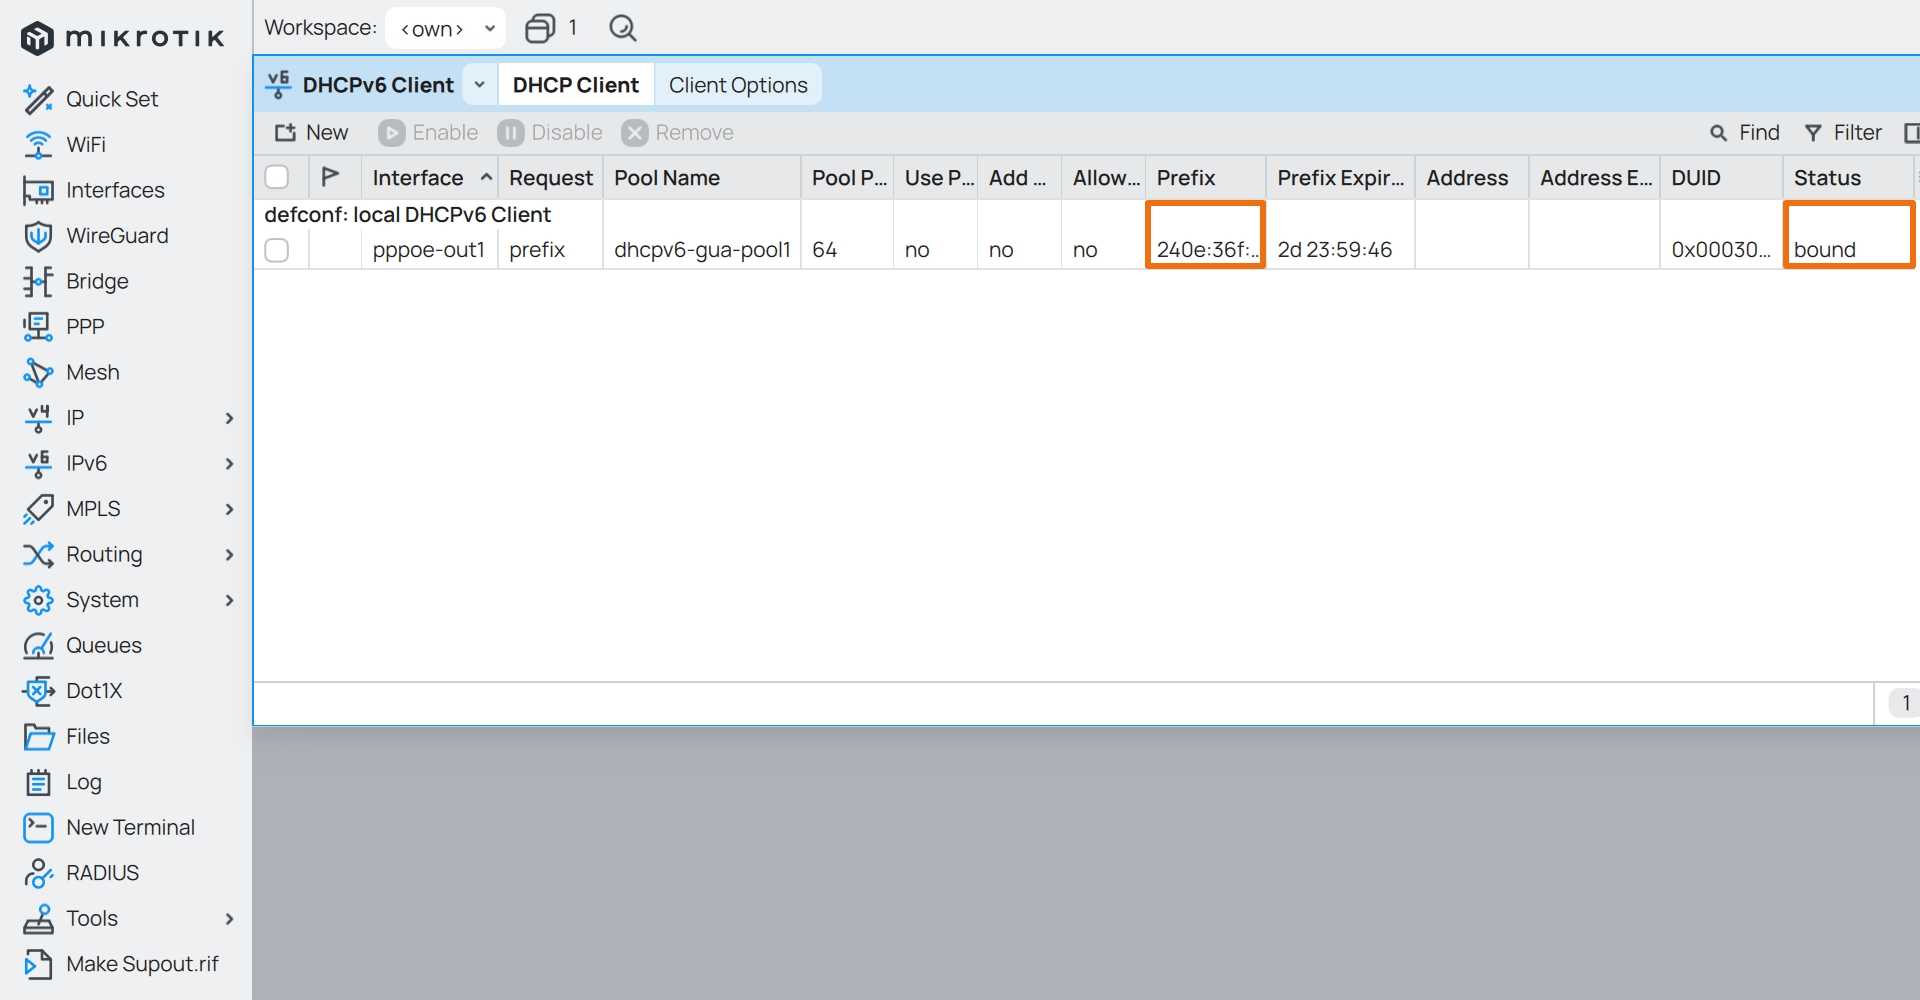 mikrotik
Workspace: <own> 1
DHCPv6 Client DHCP Client Client Options
New Enable Disable Remove Find Filter
Interface Request Pool Name Pool P... Use P... Add ... Allow... Prefix Prefix Expir... Address Address E... DUID Status
defconf: local DHCPv6 Client
pppoe-out1 prefix dhcpv6-gua-pool1 64 no no no 240e:36f:... 2d 23:59:46 0x00030... bound
1
Quick Set
WiFi
Interfaces
WireGuard
Bridge
PPP
Mesh
v4 IP
v6 IPv6
MPLS
Routing
System
Queues
Dot1X
Files
Log
New Terminal
RADIUS
Tools
Make Supout.rif